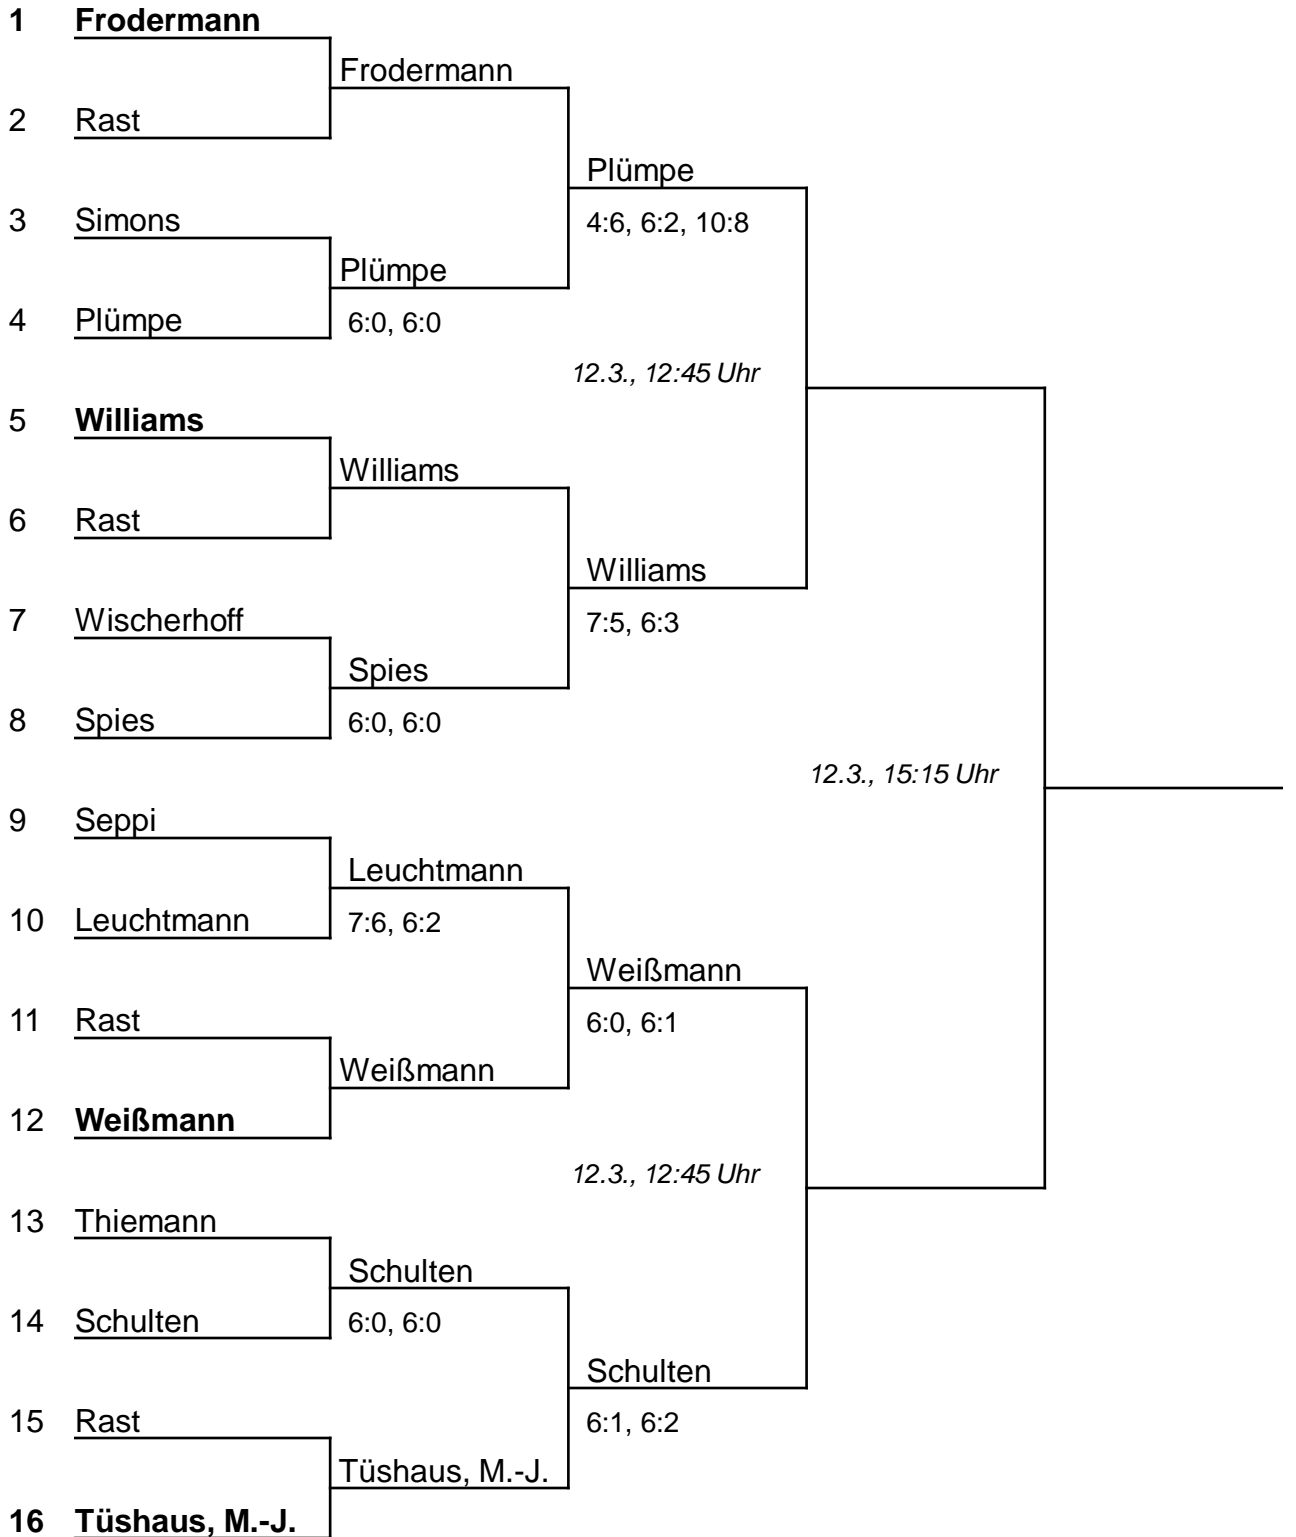 1 Frodermann
Frodermann
2 Rast
Plümpe
3 Simons
4:6, 6:2, 10:8
Plümpe
4 Plümpe
6:0, 6:0
12.3., 12:45 Uhr
5 Williams
Williams
6 Rast
Williams
7 Wischerhoff
7:5, 6:3
Spies
8 Spies
6:0, 6:0
12.3., 15:15 Uhr
9 Seppi
Leuchtmann
10 Leuchtmann
7:6, 6:2
Weißmann
11 Rast
6:0, 6:1
Weißmann
12 Weißmann
12.3., 12:45 Uhr
13 Thiemann
Schulten
14 Schulten
6:0, 6:0
Schulten
15 Rast
6:1, 6:2
Tüshaus, M.-J.
16 Tüshaus, M.-J.